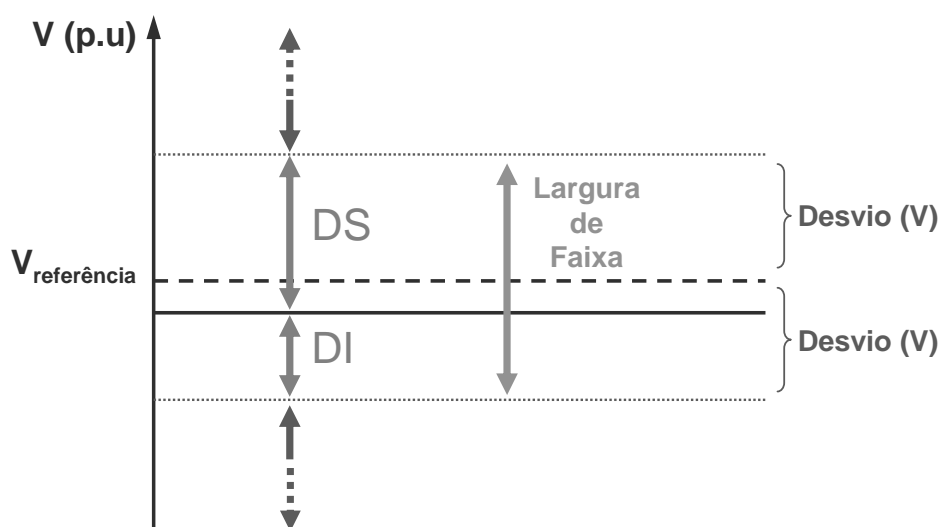 V (p.u)
DS
Largura
de
Faixa
Desvio (V)
Vreferência
DI
Desvio (V)